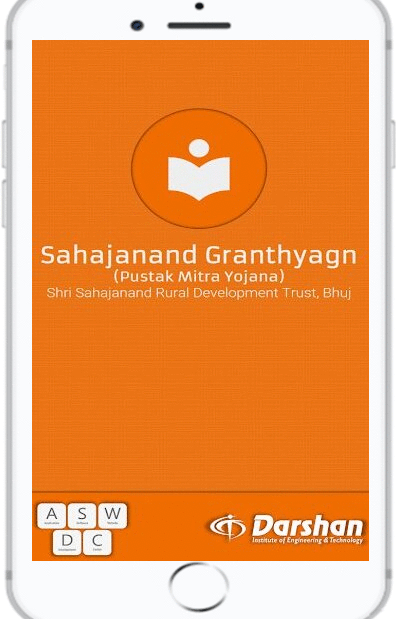 Sahajanand Granthyagn
(Pustak Mitra Yojana)
Shri Sahajanand Rural Development Trust, Bhuj
A S W
D C
Darshan
Institute of Engineering & Technology